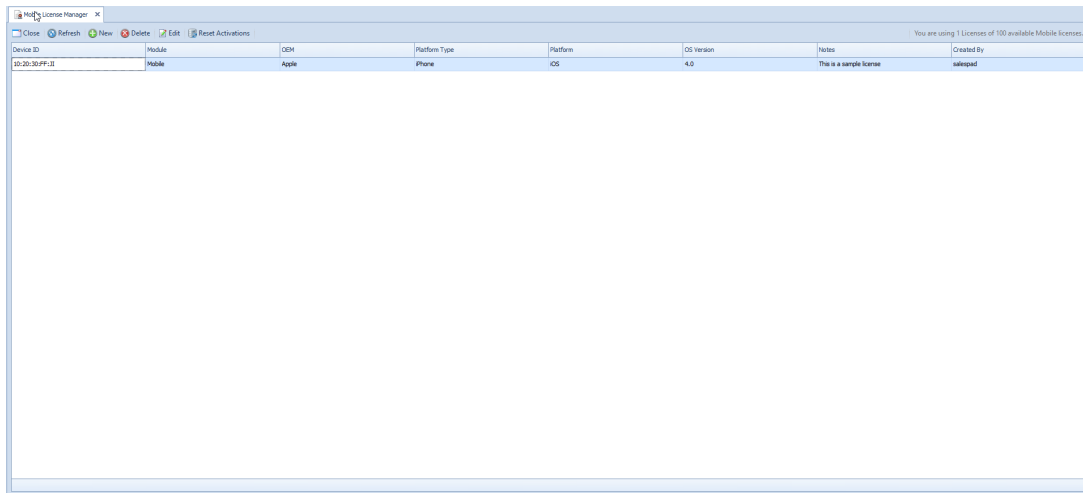 Mobile License Manager
Close Refresh New Delete Edit Reset Activations You are using 1 Licenses of 100 available Mobile licenses.
Device ID Module OEM Platform Type Platform OS Version Notes Created By
10:20:30:FF:JJ Mobile Apple iPhone iOS 4.0 This is a sample license salespad